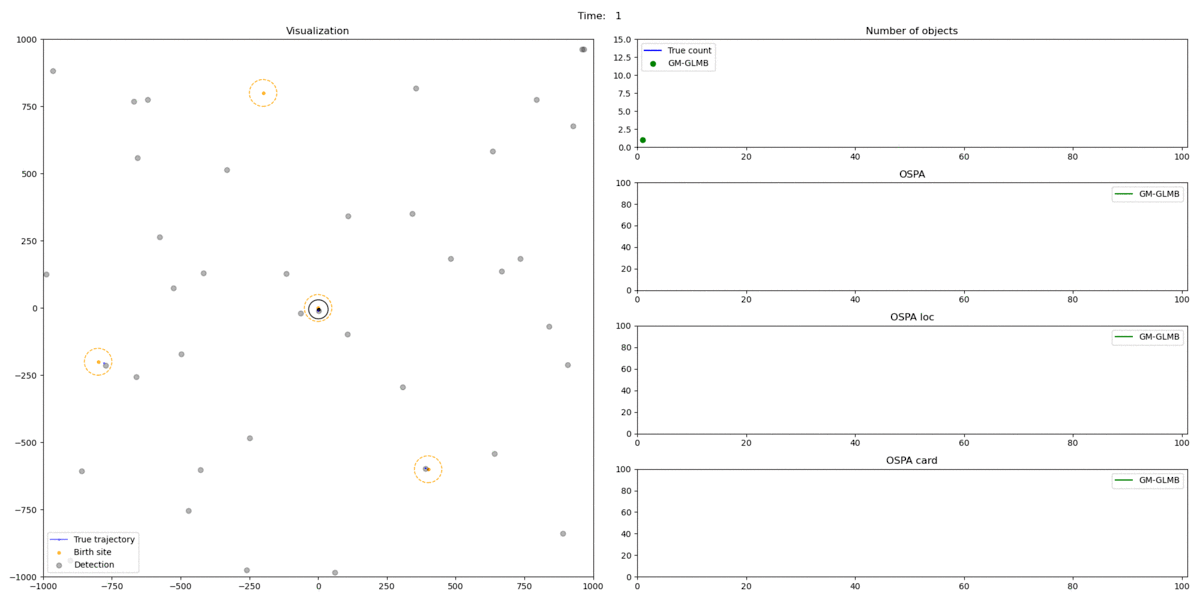 Time: 1
Visualization
1000
750
500
250
0
−250
−500
−750
−1000
−1000 −750 −500 −250 0 250 500 750 1000
True trajectory
Birth site
Detection
Number of objects
15.0
12.5
10.0
7.5
5.0
2.5
0.0
0 20 40 60 80 100
True count
GM-GLMB
OSPA
100
80
60
40
20
0
0 20 40 60 80 100
GM-GLMB
OSPA loc
100
80
60
40
20
0
0 20 40 60 80 100
GM-GLMB
OSPA card
100
80
60
40
20
0
0 20 40 60 80 100
GM-GLMB